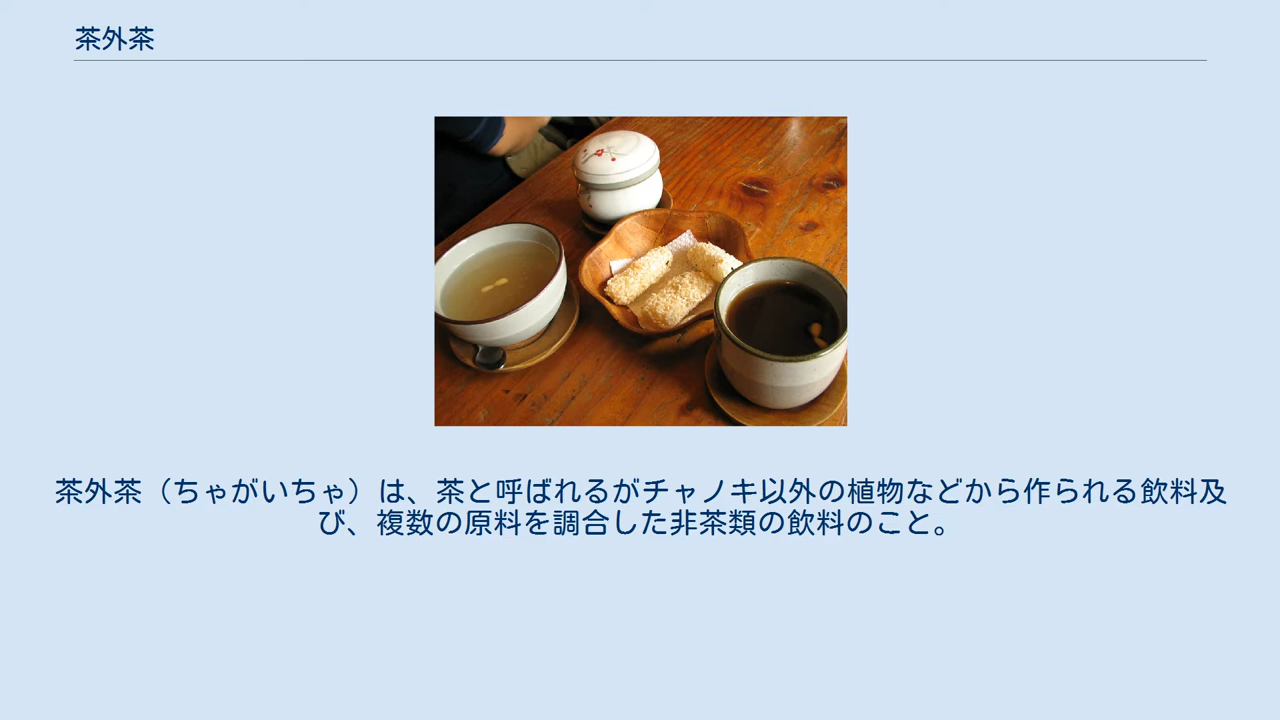 茶外茶
茶外茶（ちゃがいちゃ）は、茶と呼ばれるがチャノキ以外の植物などから作られる飲料及
び、複数の原料を調合した非茶類の飲料のこと。